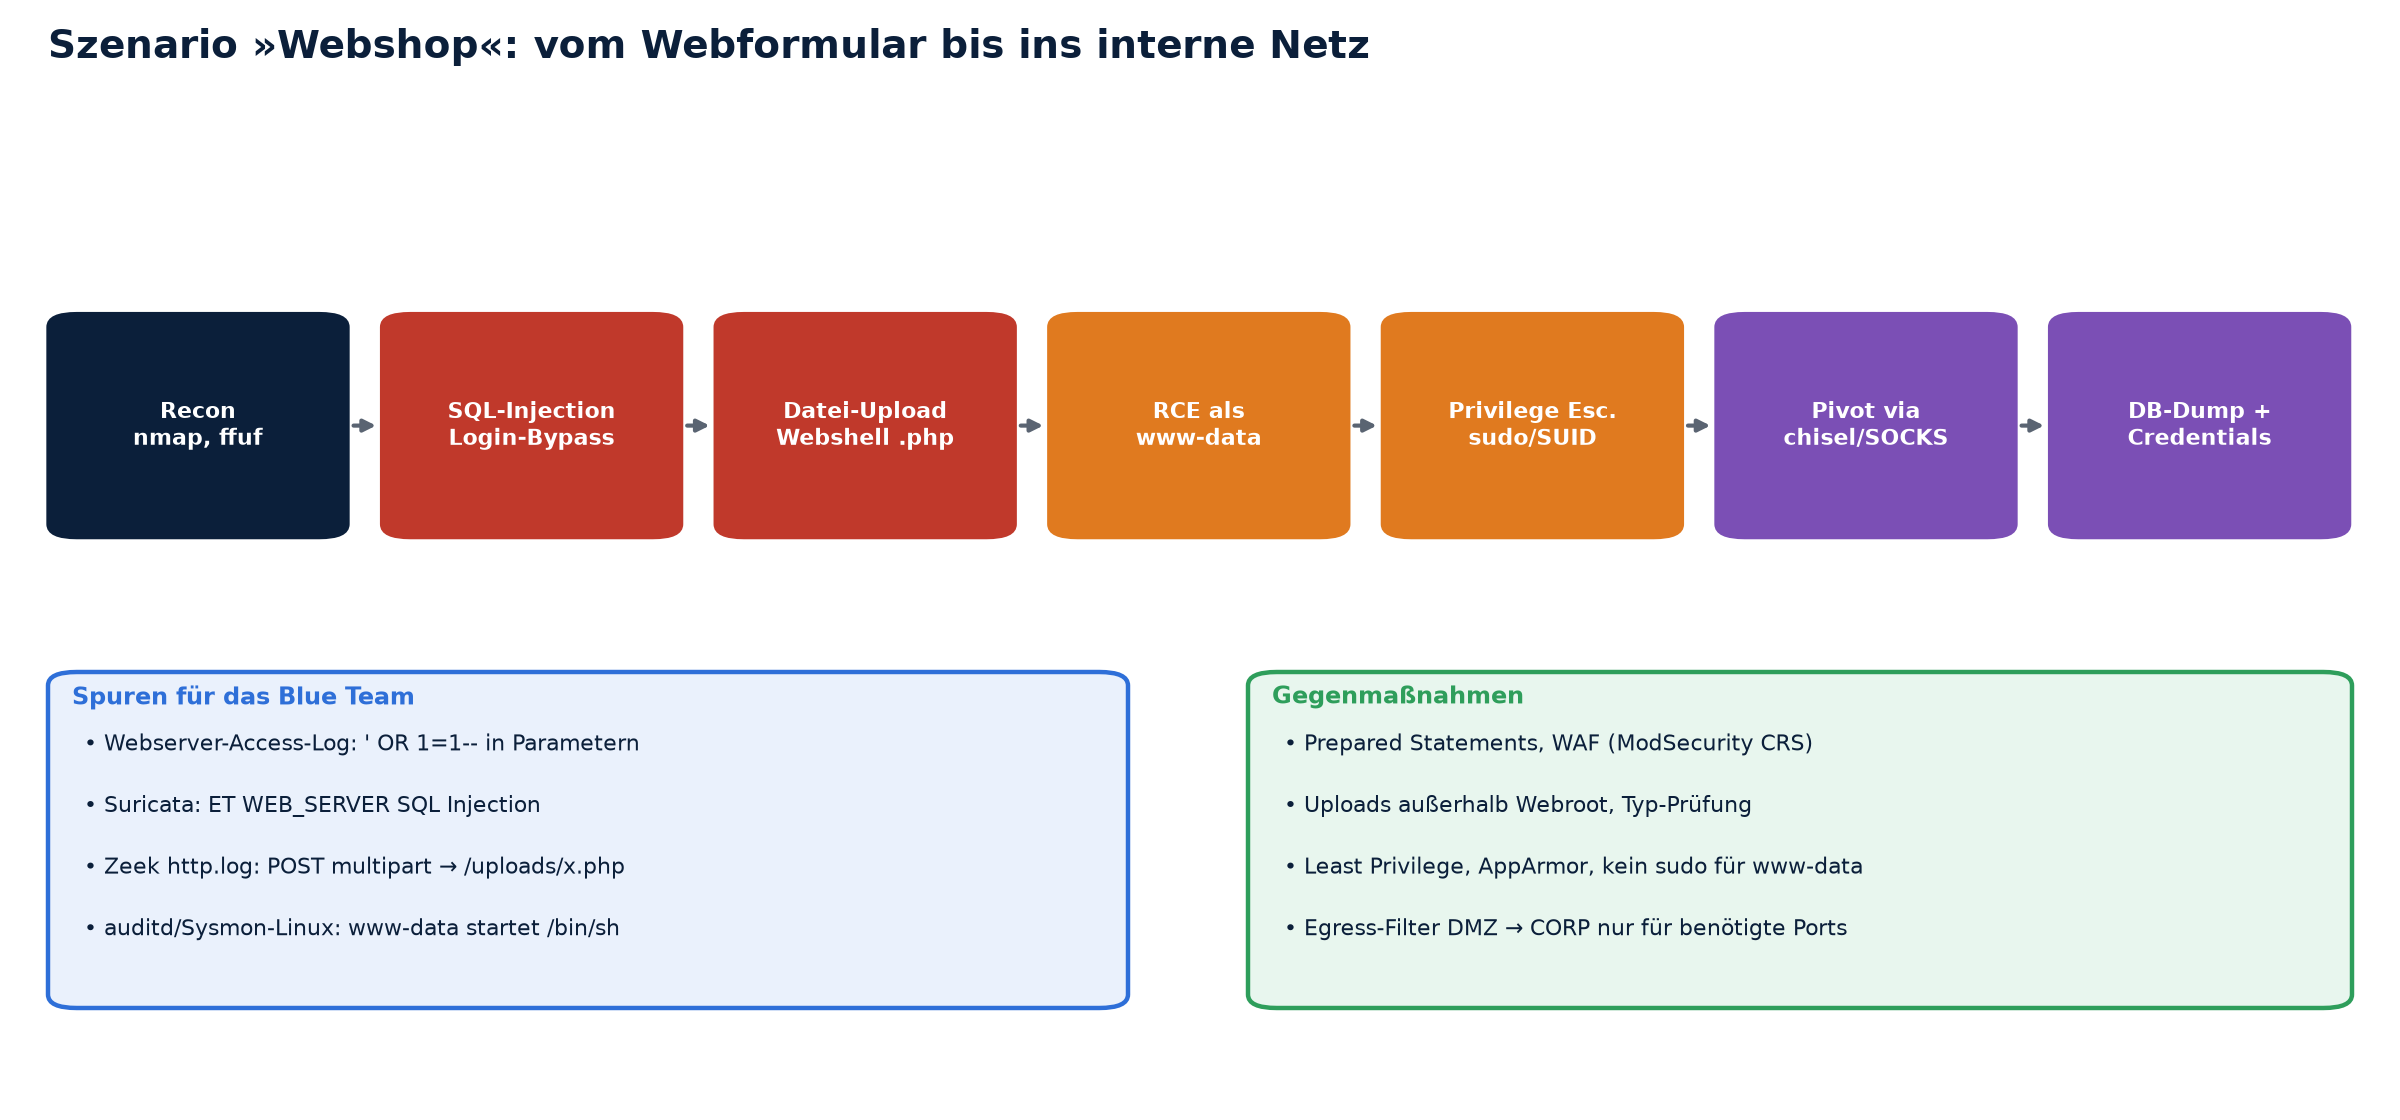 Szenario »Webshop«: vom Webformular bis ins interne Netz
Recon
nmap, ffuf
SQL-Injection
Login-Bypass
Datei-Upload
Webshell .php
RCE als
www-data
Privilege Esc.
sudo/SUID
Pivot via
chisel/SOCKS
DB-Dump +
Credentials
Spuren für das Blue Team
• Webserver-Access-Log: ' OR 1=1-- in Parametern
• Suricata: ET WEB_SERVER SQL Injection
• Zeek http.log: POST multipart → /uploads/x.php
• auditd/Sysmon-Linux: www-data startet /bin/sh
Gegenmaßnahmen
• Prepared Statements, WAF (ModSecurity CRS)
• Uploads außerhalb Webroot, Typ-Prüfung
• Least Privilege, AppArmor, kein sudo für www-data
• Egress-Filter DMZ → CORP nur für benötigte Ports